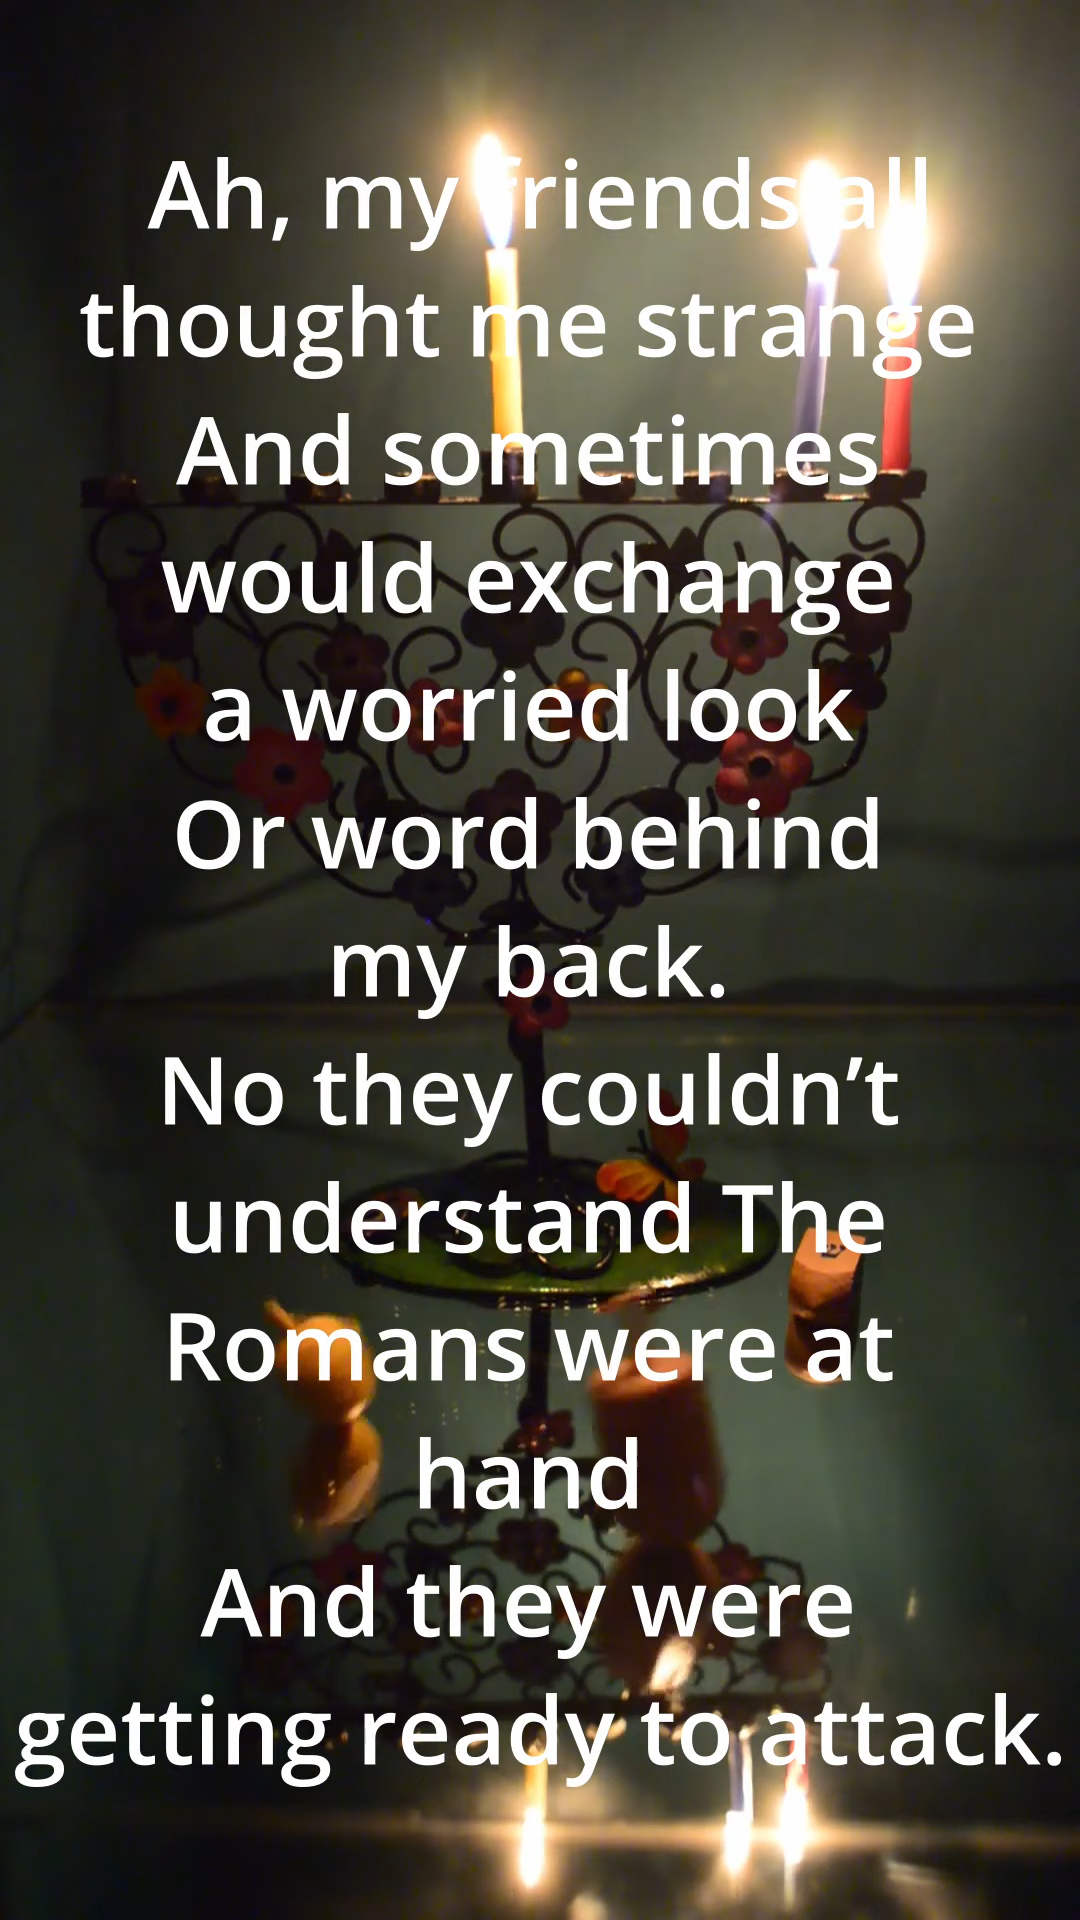 Ah, my friends all
thought me strange
And sometimes
would exchange
a worried look
Or word behind
my back.
No they couldn’t
understand The
Romans were at
hand
And they were
getting ready to attack.